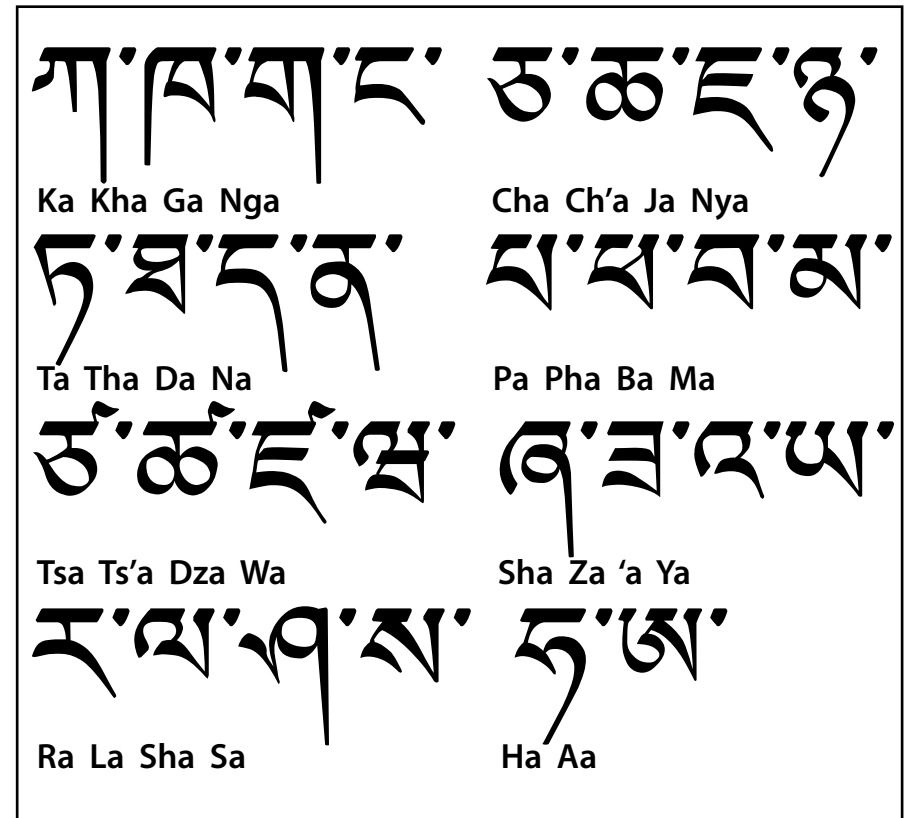 ཀ་ཁ་ག་ང་ ཅ་ཆ་ཇ་ཉ་
Ka Kha Ga Nga Cha Ch’a Ja Nya
ཏ་ཐ་ད་ན་ པ་ཕ་བ་མ་
Ta Tha Da Na Pa Pha Ba Ma
ཙ་ཚ་ཛ་ཝ་ ཞ་ཟ་འ་ཡ་
Tsa Ts’a Dza Wa Sha Za ‘a Ya
ར་ལ་ཤ་ས་ ཧ་ཨ་
Ra La Sha Sa Ha Aa